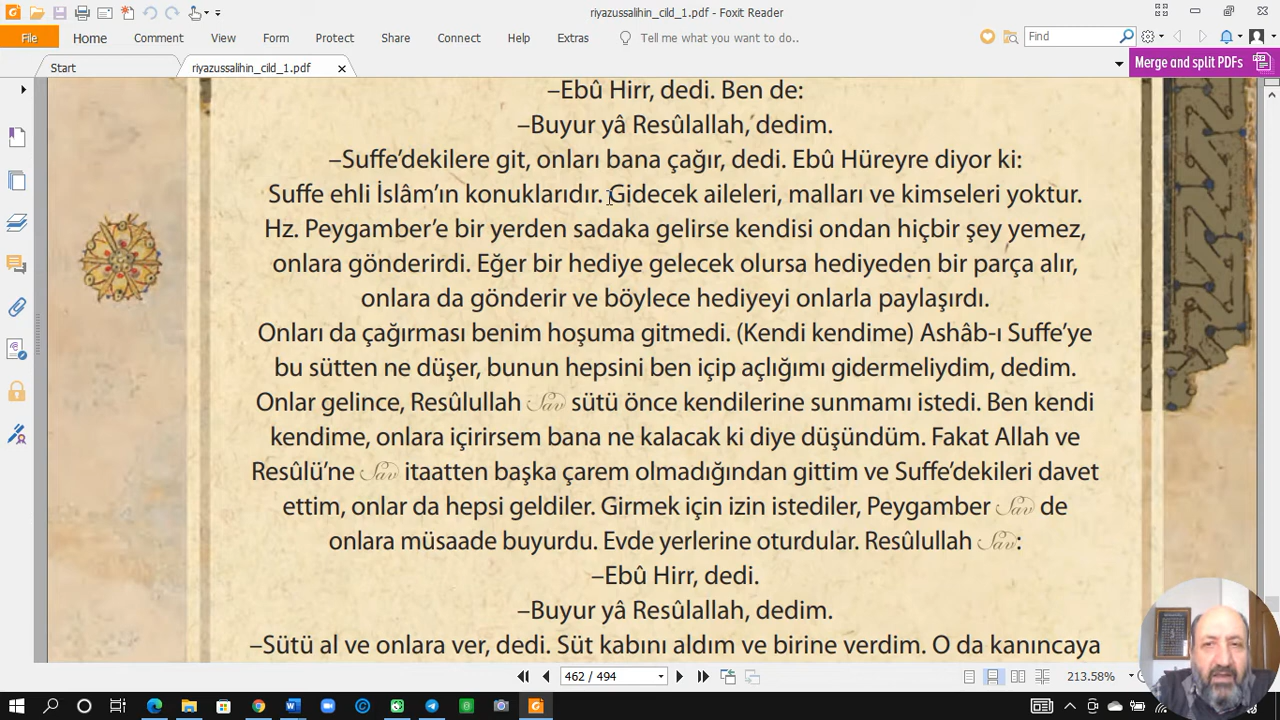 riyazussalihin_cild_1.pdf - Foxit Reader
File Home Comment View Form Protect Share Connect Help Extras Tell me what you want to do.. Find
Start riyazussalihin_cild_1.pdf Merge and split PDFs
–Ebû Hirr, dedi. Ben de:
–Buyur yâ Resûlallah, dedim.
–Suffe’dekilere git, onları bana çağır, dedi. Ebû Hüreyre diyor ki:
Suffe ehli İslâm’ın konuklarıdır. Gidecek aileleri, malları ve kimseleri yoktur.
Hz. Peygamber’e bir yerden sadaka gelirse kendisi ondan hiçbir şey yemez,
onlara gönderirdi. Eğer bir hediye gelecek olursa hediyeden bir parça alır,
onlara da gönderir ve böylece hediyeyi onlarla paylaşırdı.
Onları da çağırması benim hoşuma gitmedi. (Kendi kendime) Ashâb-ı Suffe’ye
bu sütten ne düşer, bunun hepsini ben içip açlığımı gidermeliydim, dedim.
Onlar gelince, Resûlullah Sav sütü önce kendilerine sunmamı istedi. Ben kendi
kendime, onlara içirirsem bana ne kalacak ki diye düşündüm. Fakat Allah ve
Resûlü’ne Sav itaatten başka çarem olmadığından gittim ve Suffe’dekileri davet
ettim, onlar da hepsi geldiler. Girmek için izin istediler, Peygamber Sav de
onlara müsaade buyurdu. Evde yerlerine oturdular. Resûlullah Sav:
–Ebû Hirr, dedi.
–Buyur yâ Resûlallah, dedim.
–Sütü al ve onlara ver, dedi. Süt kabını aldım ve birine verdim. O da kanıncaya
462 / 494 213.58%